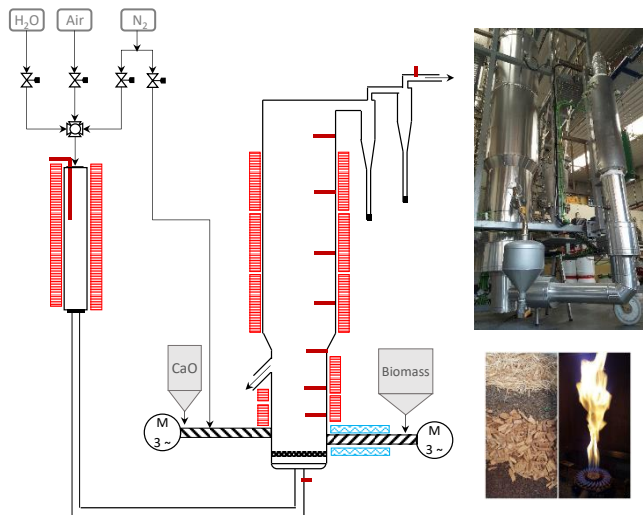 H₂O
Air
N₂
CaO
Biomass
M
3 ~
M
3 ~